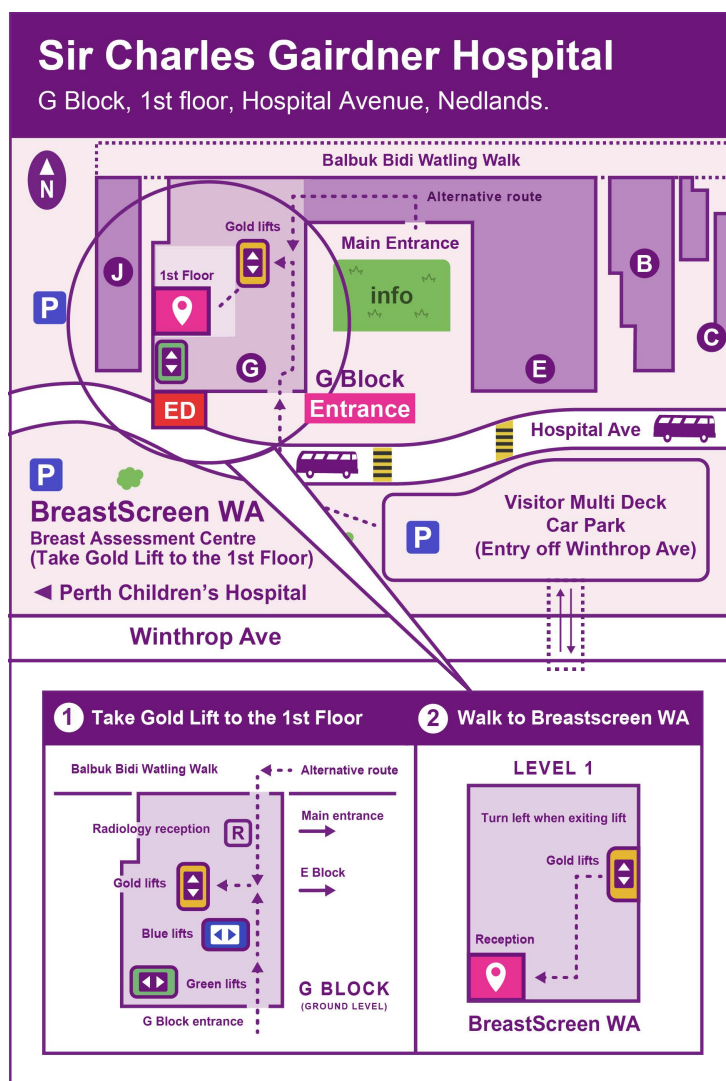 Sir Charles Gairdner Hospital
G Block, 1st floor, Hospital Avenue, Nedlands.
Balbuk Bidi Watling Walk
N
Alternative route
Gold lifts
Main Entrance
J
1st Floor
B
P
info
C
G
E
G Block
ED
Entrance
Hospital Ave
P
BreastScreen WA
Breast Assessment Centre
(Take Gold Lift to the 1st Floor)
Visitor Multi Deck
Car Park
(Entry off Winthrop Ave)
P
Perth Children's Hospital
Winthrop Ave
1 Take Gold Lift to the 1st Floor
Balbuk Bidi Watling Walk
Alternative route
Radiology reception
R
Main entrance
Gold lifts
E Block
Blue lifts
Green lifts
G BLOCK
(GROUND LEVEL)
G Block entrance
2 Walk to Breastscreen WA
LEVEL 1
Turn left when exiting lift
Gold lifts
Reception
BreastScreen WA